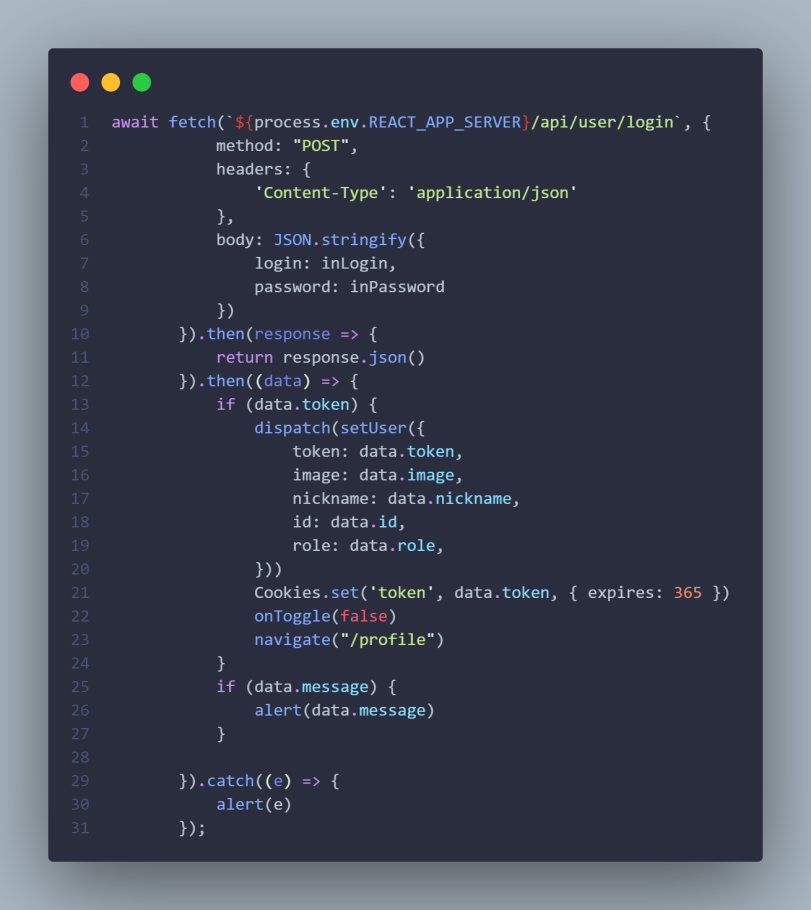 1 await fetch(`${process.env.REACT_APP_SERVER}/api/user/login`, {
2 method: "POST",
3 headers: {
4 'Content-Type': 'application/json'
5 },
6 body: JSON.stringify({
7 login: inLogin,
8 password: inPassword
9 })
10 }).then(response => {
11 return response.json()
12 }).then((data) => {
13 if (data.token) {
14 dispatch(setUser({
15 token: data.token,
16 image: data.image,
17 nickname: data.nickname,
18 id: data.id,
19 role: data.role,
20 }))
21 Cookies.set('token', data.token, { expires: 365 })
22 onToggle(false)
23 navigate("/profile")
24 }
25 if (data.message) {
26 alert(data.message)
27 }
28
29 }).catch((e) => {
30 alert(e)
31 });